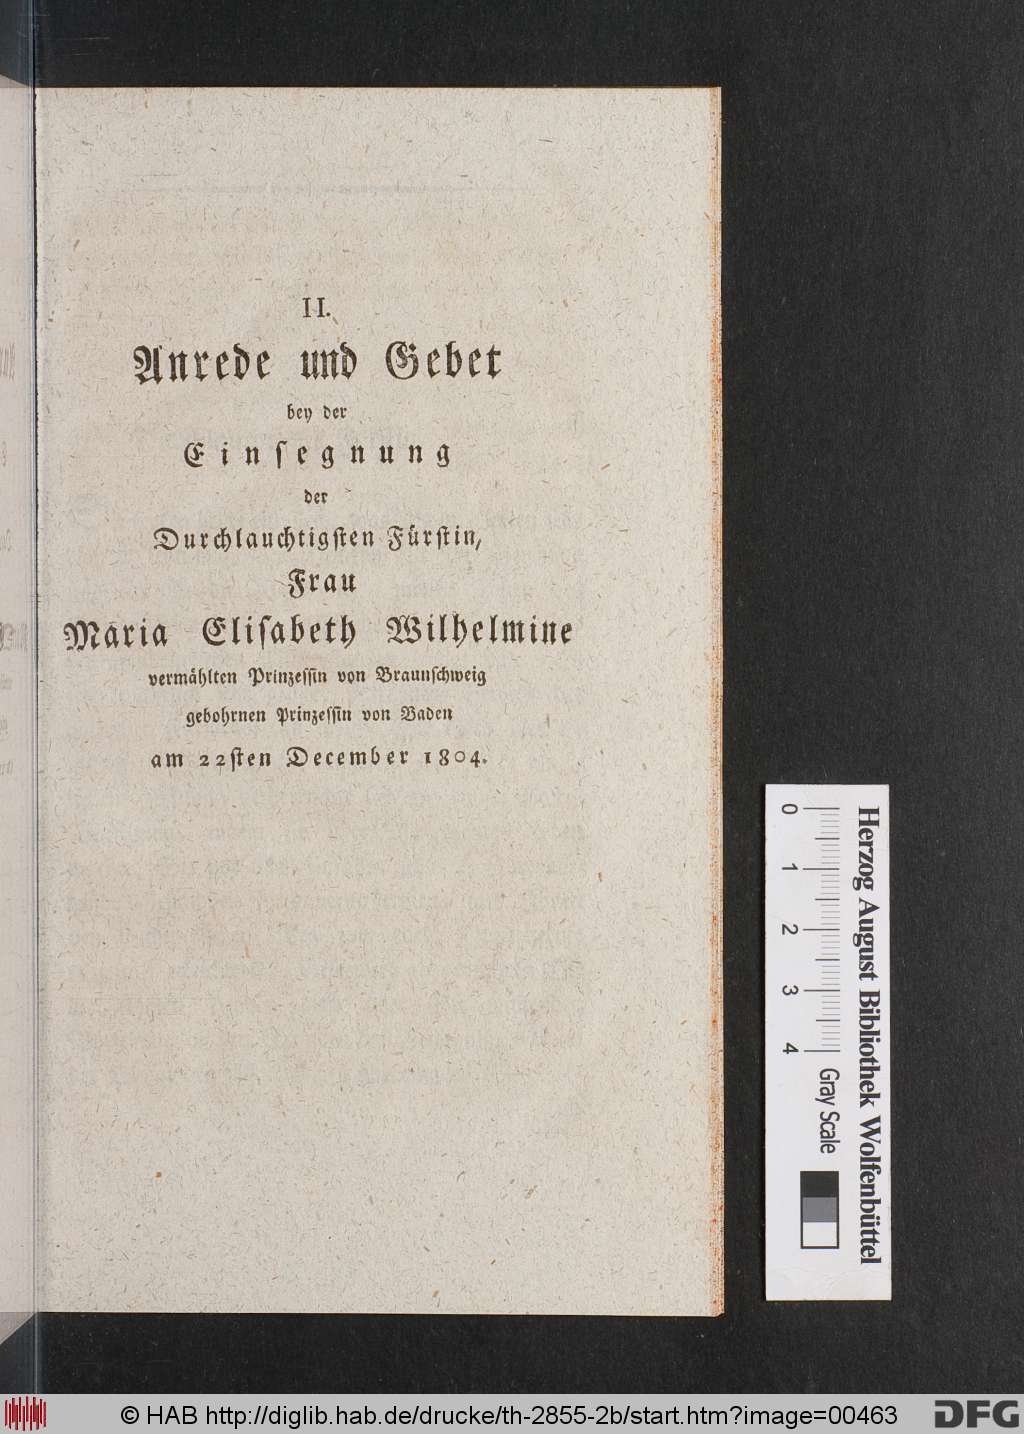 II.
Anrede und Gebet
bey der
Einſegnung
der
Durchlauchtigſten Fürſtin,
Frau
Maria Eliſabeth Wilhelmine
vermählten Prinzeſſin von Braunſchweig
gebohrnen Prinzeſſin von Baden
am 22ſten December 1804.
0 1 2 3 4 Gray Scale
Herzog August Bibliothek Wolfenbüttel
© HAB http://diglib.hab.de/drucke/th-2855-2b/start.htm?image=00463
DFG